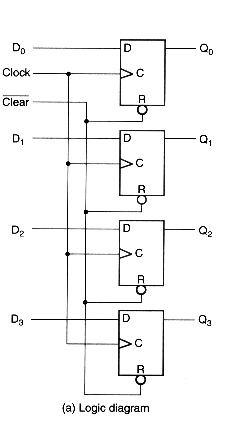 D0 D Q0
Clock C
Clear R
D1 D Q1
C
R
D2 D Q2
C
R
D3 D Q3
C
R
(a) Logic diagram